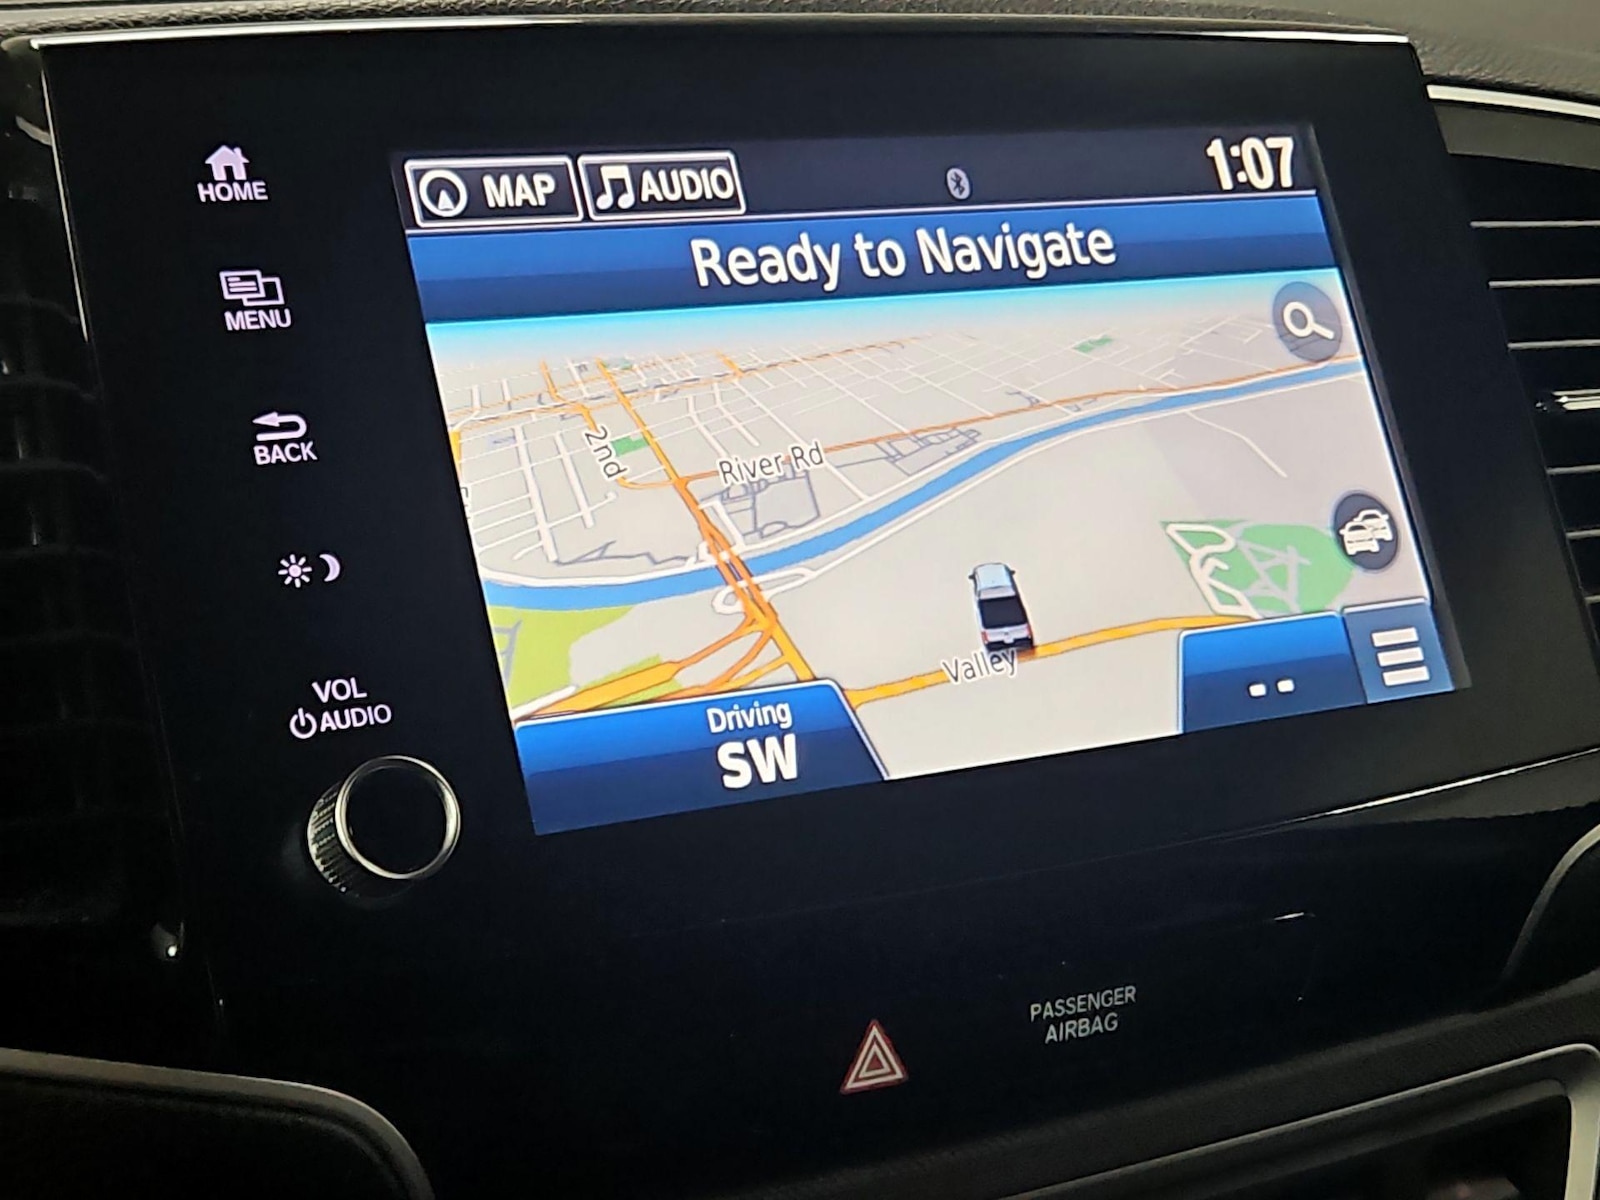 HOME
MENU
BACK
VOL
AUDIO
MAP
AUDIO
1:07
Ready to Navigate
2nd
River Rd
Valley
Driving
SW
--
PASSENGER
AIRBAG